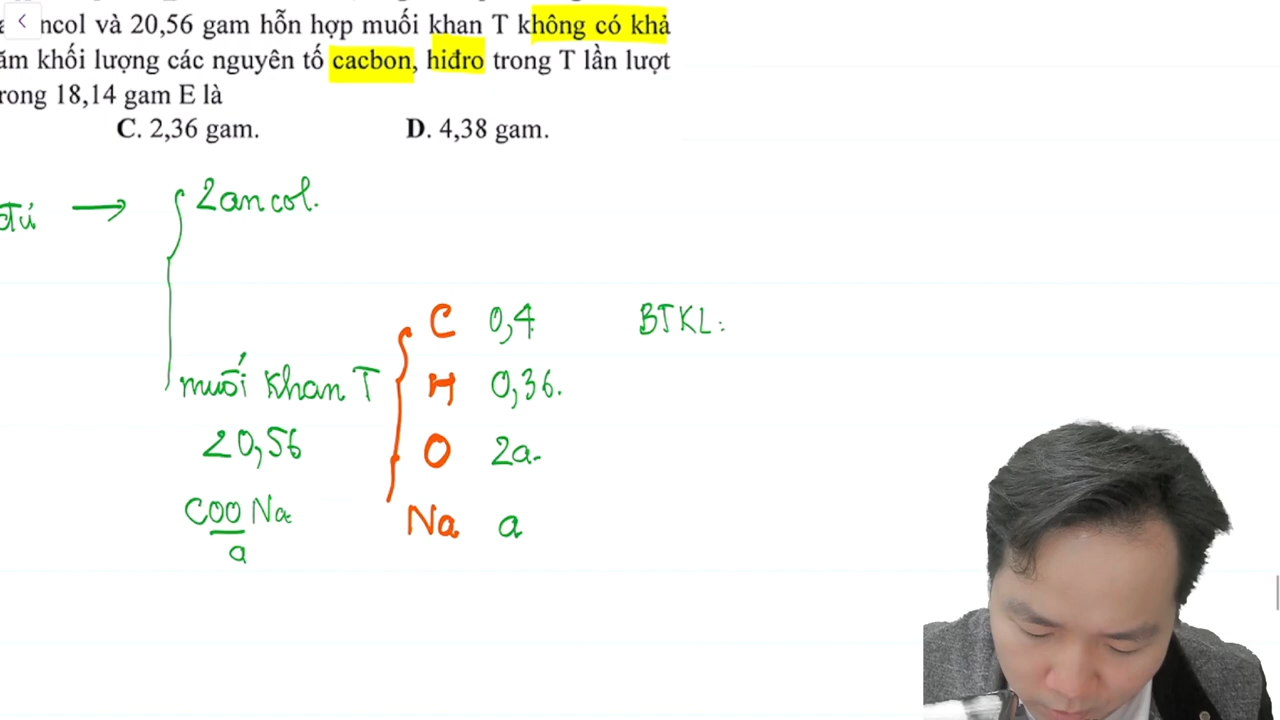 ncol và 20,56 gam hỗn hợp muối khan T không có khả
ăm khối lượng các nguyên tố cacbon, hiđro trong T lần lượt
rong 18,14 gam E là
C. 2,36 gam. D. 4,38 gam.
đủ → 2ancol.
C 0,4 BTKL:
muối khan T H 0,36.
20,56 O 2a.
COONa Na a
a